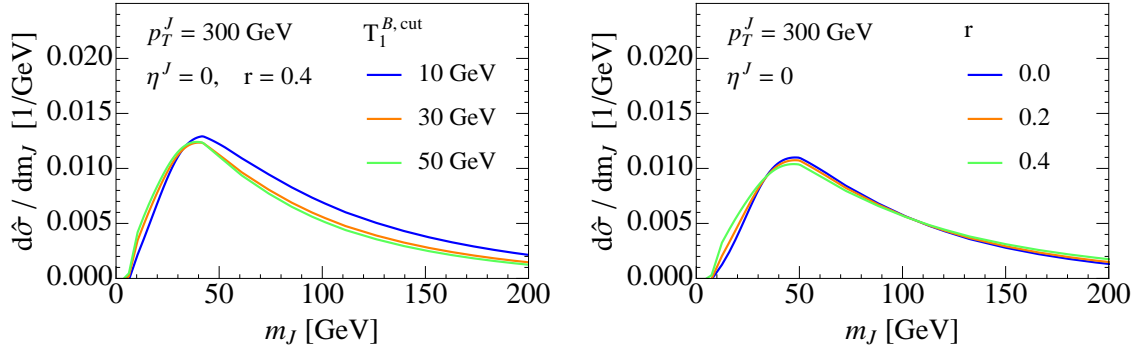 p_T^J = 300 GeV T_1^{B, cut}
η^J = 0, r = 0.4 10 GeV
30 GeV
50 GeV
0.020
0.015
0.010
0.005
0.000
0 50 100 150 200
m_J [GeV]
dσ̂ / dm_J [1/GeV]
p_T^J = 300 GeV r
η^J = 0 0.0
0.2
0.4
0.020
0.015
0.010
0.005
0.000
0 50 100 150 200
m_J [GeV]
dσ̂ / dm_J [1/GeV]